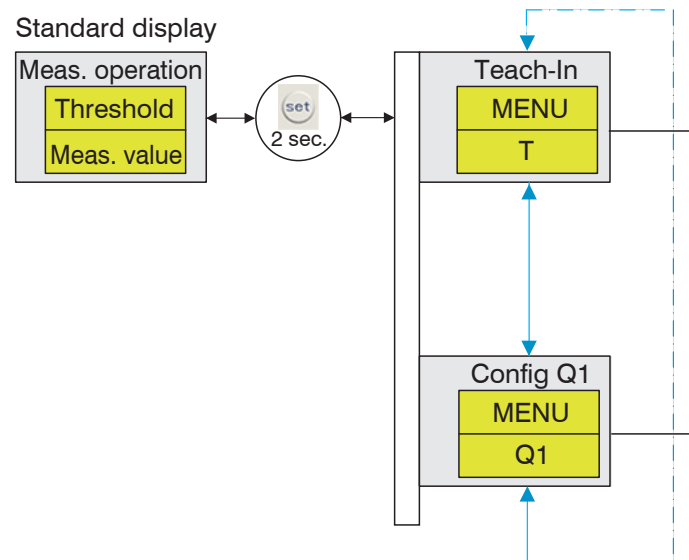 Standard display
Meas. operation
Threshold
Meas. value
set
2 sec.
Teach-In
MENU
T
Config Q1
MENU
Q1